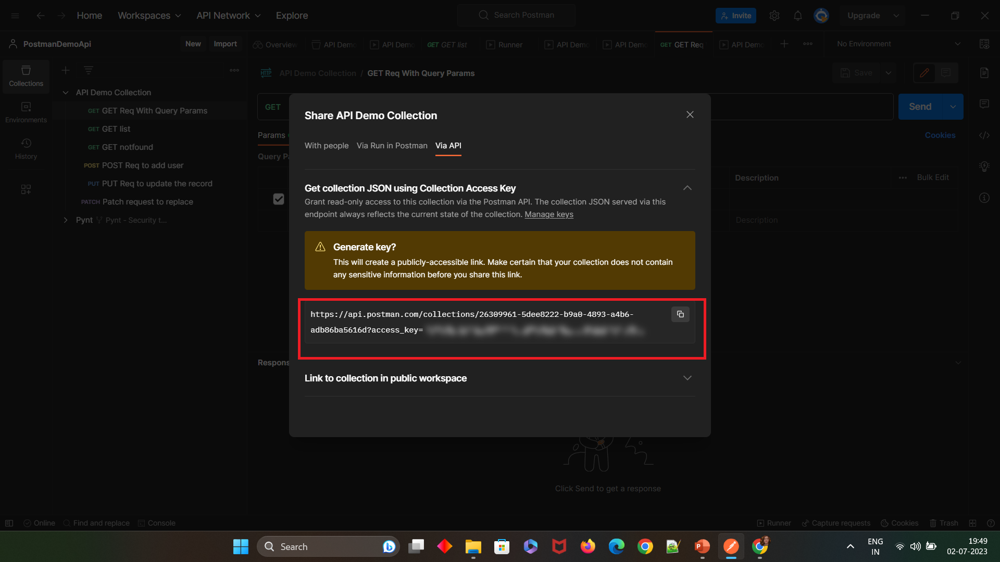 Home Workspaces API Network Explore Search Postman Invite Upgrade
PostmanDemoApi New Import Overview API Demo API Demo GET GET list Runner API Demo API Demo GET GET Req API Demo No Environment
Collections
Environments
History
API Demo Collection
GET GET Req With Query Params
GET GET list
GET GET notfound
POST POST Req to add user
PUT PUT Req to update the record
PATCH Patch request to replace
Pynt Pynt - Security t...
HTTP API Demo Collection / GET Req With Query Params Save
GET Send
Params Cookies
Query Pa
Description Bulk Edit
Description
Share API Demo Collection
With people Via Run in Postman Via API
Get collection JSON using Collection Access Key
Grant read-only access to this collection via the Postman API. The collection JSON served via this
endpoint always reflects the current state of the collection. Manage keys
Generate key?
This will create a publicly-accessible link. Make certain that your collection does not contain
any sensitive information before you share this link.
https://api.postman.com/collections/26309961-5dee8222-b9a0-4893-a4b6-
adb86ba5616d?access_key=
Link to collection in public workspace
Respons
Click Send to get a response
Online Find and replace Console Runner Capture requests Cookies Trash
Search ENG 19:49
IN 02-07-2023